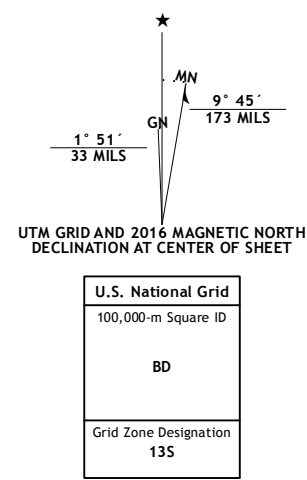 ★
MN
GN
9° 45´
173 MILS
1° 51´
33 MILS
UTM GRID AND 2016 MAGNETIC NORTH
DECLINATION AT CENTER OF SHEET
U.S. National Grid
100,000-m Square ID
BD
Grid Zone Designation
13S